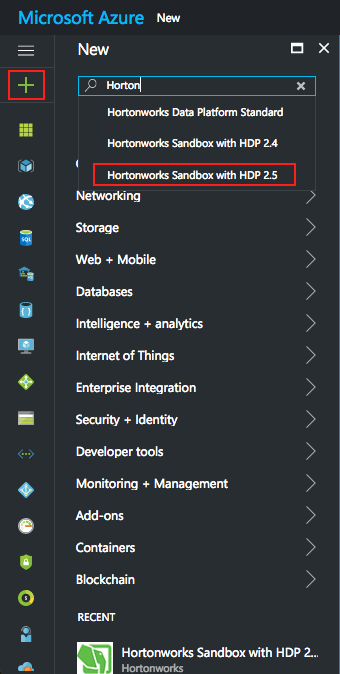 Microsoft Azure New
New
Horton
Hortonworks Data Platform Standard
Hortonworks Sandbox with HDP 2.4
Hortonworks Sandbox with HDP 2.5
Networking
Storage
Web + Mobile
Databases
Intelligence + analytics
Internet of Things
Enterprise Integration
Security + Identity
Developer tools
Monitoring + Management
Add-ons
Containers
Blockchain
RECENT
Hortonworks Sandbox with HDP 2...
Hortonworks
SQL